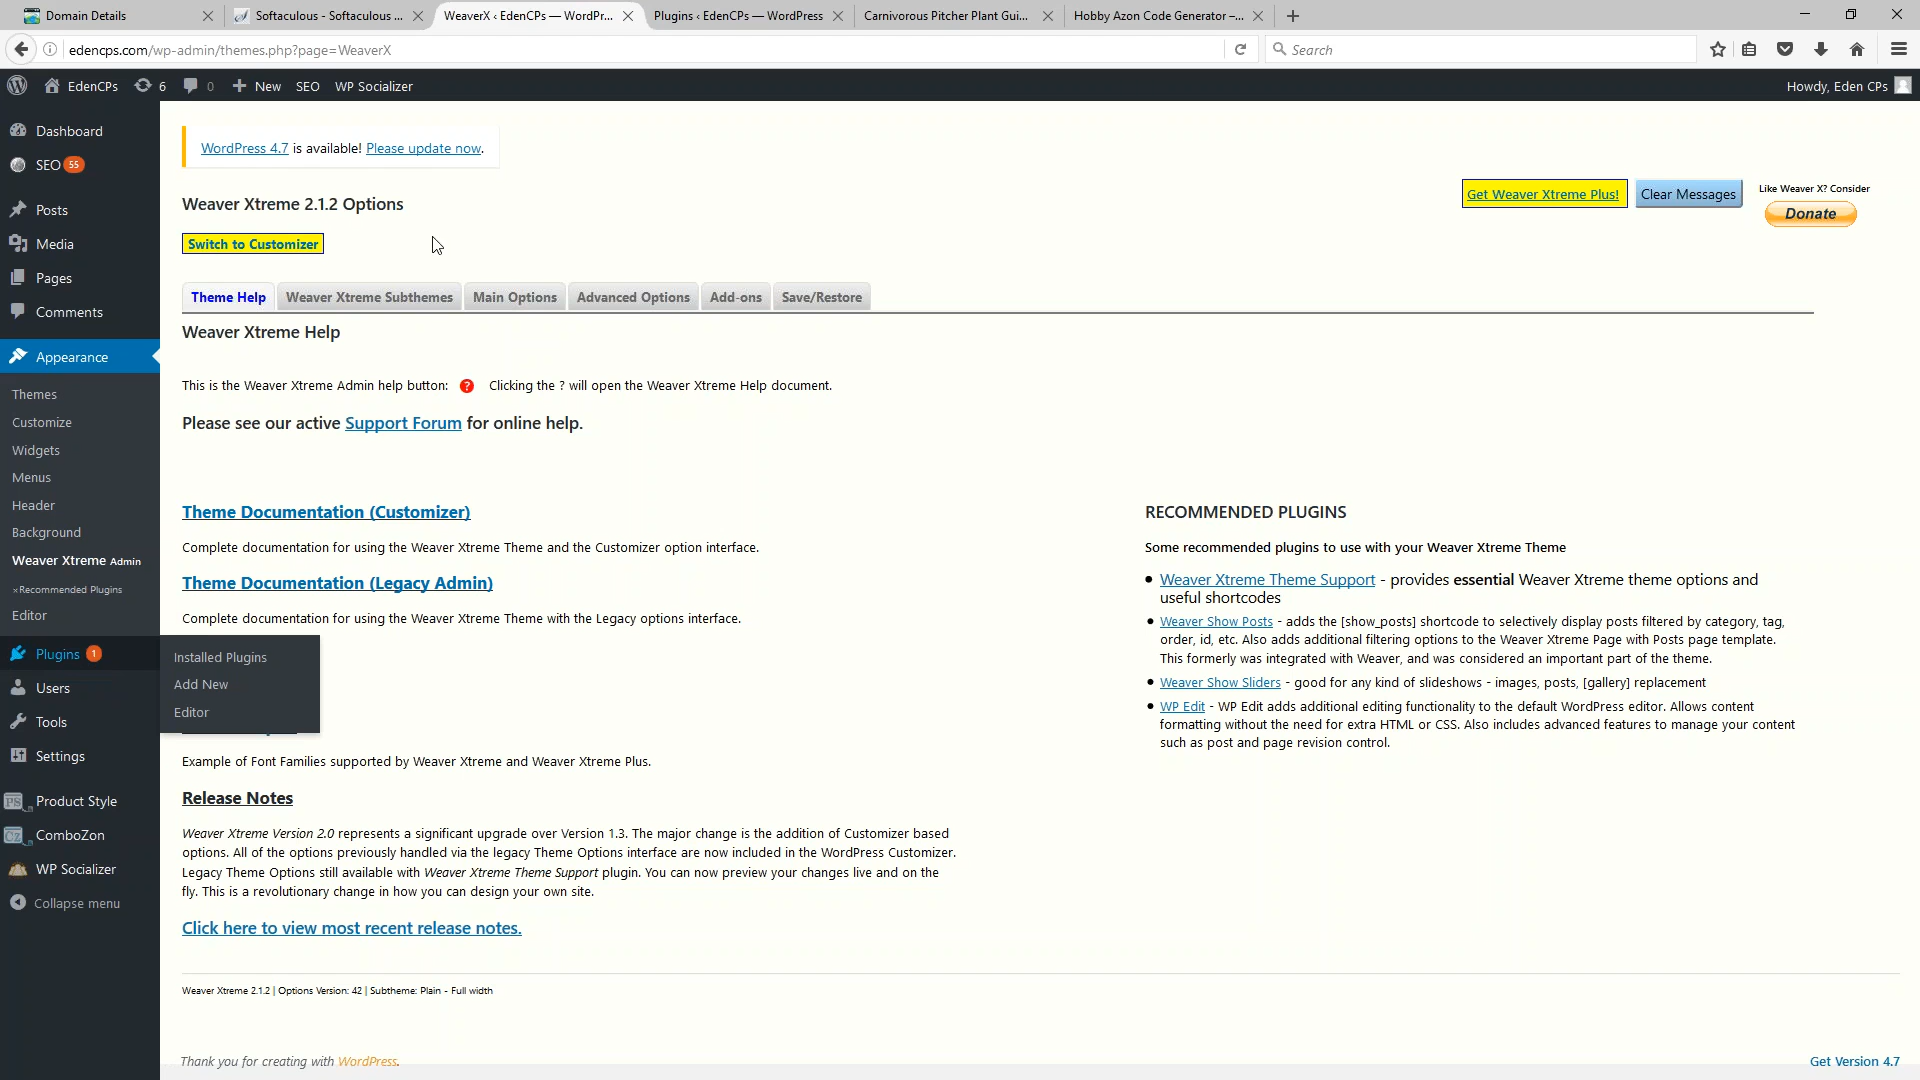 Domain Details
Softaculous - Softaculous ...
WeaverX ‹ EdenCPs — WordPr...
Plugins ‹ EdenCPs — WordPress
Carnivorous Pitcher Plant Gui...
Hobby Azon Code Generator –...
edencps.com/wp-admin/themes.php?page=WeaverX
Search
EdenCPs
6
0
New
SEO
WP Socializer
Howdy, Eden CPs
Dashboard
SEO 55
Posts
Media
Pages
Comments
Appearance
Themes
Customize
Widgets
Menus
Header
Background
Weaver Xtreme Admin
×Recommended Plugins
Editor
Plugins 1
Users
Tools
Settings
Product Style
ComboZon
WP Socializer
Collapse menu
Installed Plugins
Add New
Editor
WordPress 4.7 is available! Please update now.
Weaver Xtreme 2.1.2 Options
Get Weaver Xtreme Plus!
Clear Messages
Like Weaver X? Consider
Donate
Switch to Customizer
Theme Help
Weaver Xtreme Subthemes
Main Options
Advanced Options
Add-ons
Save/Restore
Weaver Xtreme Help
This is the Weaver Xtreme Admin help button: ? Clicking the ? will open the Weaver Xtreme Help document.
Please see our active Support Forum for online help.
Theme Documentation (Customizer)
Complete documentation for using the Weaver Xtreme Theme and the Customizer option interface.
Theme Documentation (Legacy Admin)
Complete documentation for using the Weaver Xtreme Theme with the Legacy options interface.
Example of Font Families supported by Weaver Xtreme and Weaver Xtreme Plus.
Release Notes
Weaver Xtreme Version 2.0 represents a significant upgrade over Version 1.3. The major change is the addition of Customizer based
options. All of the options previously handled via the legacy Theme Options interface are now included in the WordPress Customizer.
Legacy Theme Options still available with Weaver Xtreme Theme Support plugin. You can now preview your changes live and on the
fly. This is a revolutionary change in how you can design your own site.
Click here to view most recent release notes.
RECOMMENDED PLUGINS
Some recommended plugins to use with your Weaver Xtreme Theme
• Weaver Xtreme Theme Support - provides essential Weaver Xtreme theme options and
useful shortcodes
• Weaver Show Posts - adds the [show_posts] shortcode to selectively display posts filtered by category, tag,
order, id, etc. Also adds additional filtering options to the Weaver Xtreme Page with Posts page template.
This formerly was integrated with Weaver, and was considered an important part of the theme.
• Weaver Show Sliders - good for any kind of slideshows - images, posts, [gallery] replacement
• WP Edit - WP Edit adds additional editing functionality to the default WordPress editor. Allows content
formatting without the need for extra HTML or CSS. Also includes advanced features to manage your content
such as post and page revision control.
Weaver Xtreme 2.1.2 | Options Version: 42 | Subtheme: Plain - Full width
Thank you for creating with WordPress.
Get Version 4.7